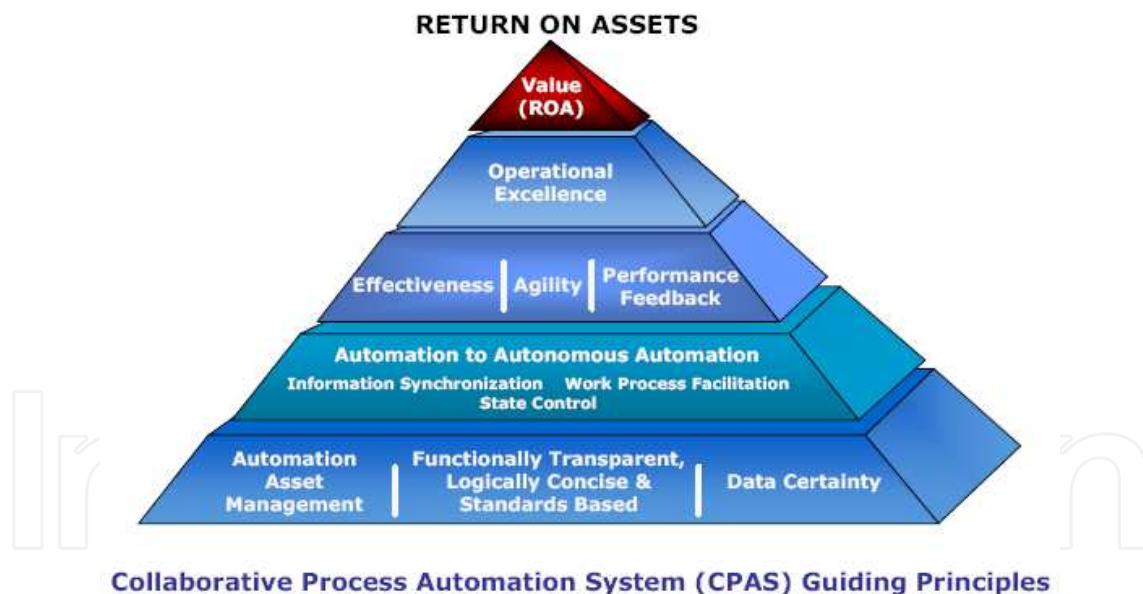 RETURN ON ASSETS
Value
(ROA)
Operational
Excellence
Effectiveness
Agility
Performance
Feedback
Automation to Autonomous Automation
Information Synchronization Work Process Facilitation
State Control
Automation
Asset
Management
Functionally Transparent,
Logically Concise &
Standards Based
Data Certainty
Collaborative Process Automation System (CPAS) Guiding Principles